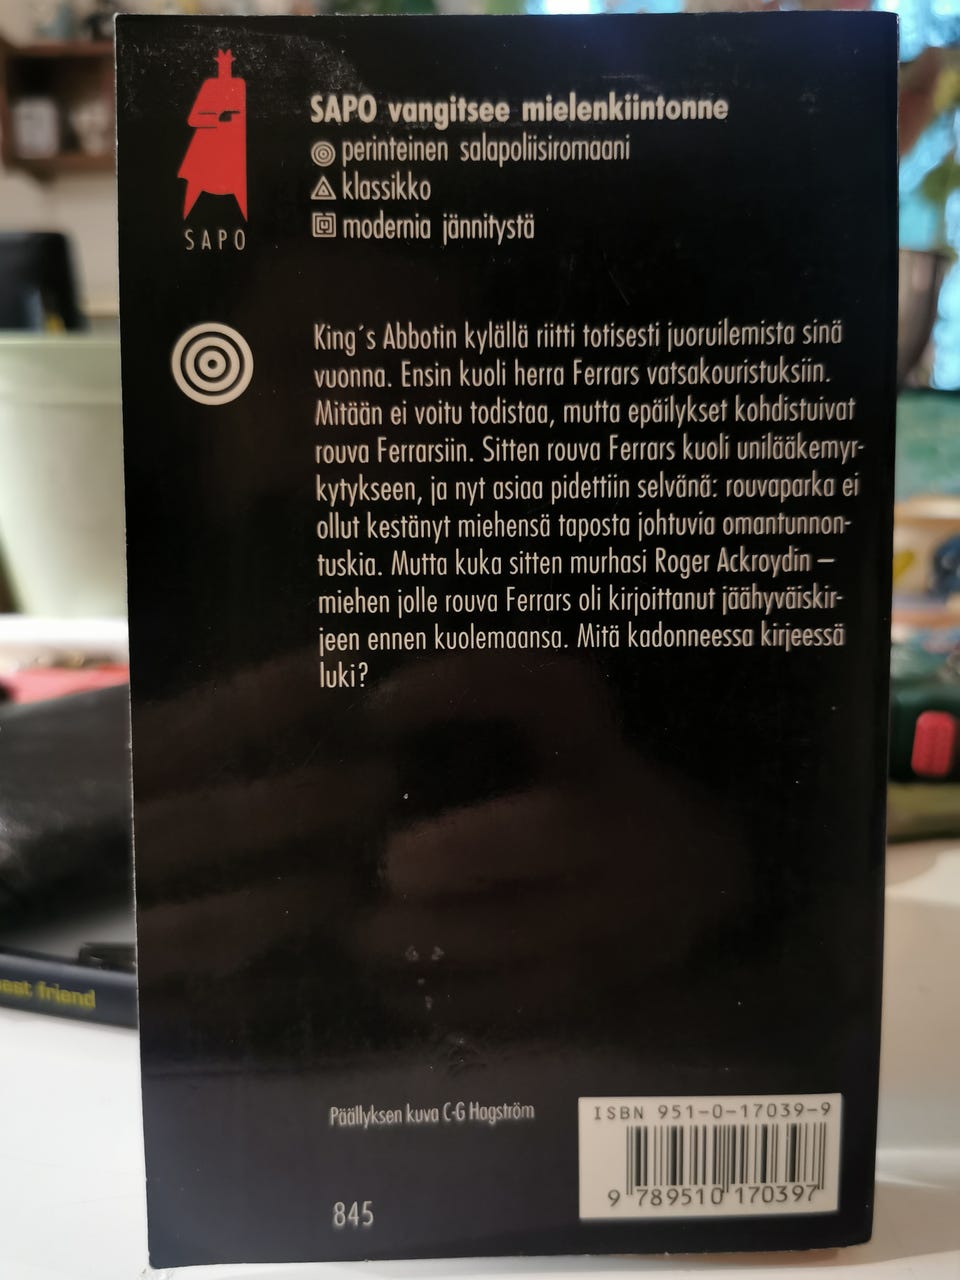 SAPO vangitsee mielenkiintonne
perinteinen salapoliisiromaani
klassikko
modernia jännitystä
SAPO
King´s Abbotin kylällä riitti totisesti juoruilemista sinä
vuonna. Ensin kuoli herra Ferrars vatsakouristuksiin.
Mitään ei voitu todistaa, mutta epäilykset kohdistuivat
rouva Ferrarsiin. Sitten rouva Ferrars kuoli unilääkemyr-
kytykseen, ja nyt asiaa pidettiin selvänä: rouvaparka ei
ollut kestänyt miehensä taposta johtuvia omantunnon-
tuskia. Mutta kuka sitten murhasi Roger Ackroydin –
miehen jolle rouva Ferrars oli kirjoittanut jäähyväiskir-
jeen ennen kuolemaansa. Mitä kadonneessa kirjeessä
luki?
friend
Päällyksen kuva C-G Hagström
ISBN 951-0-17039-9
9 789510 170397
845